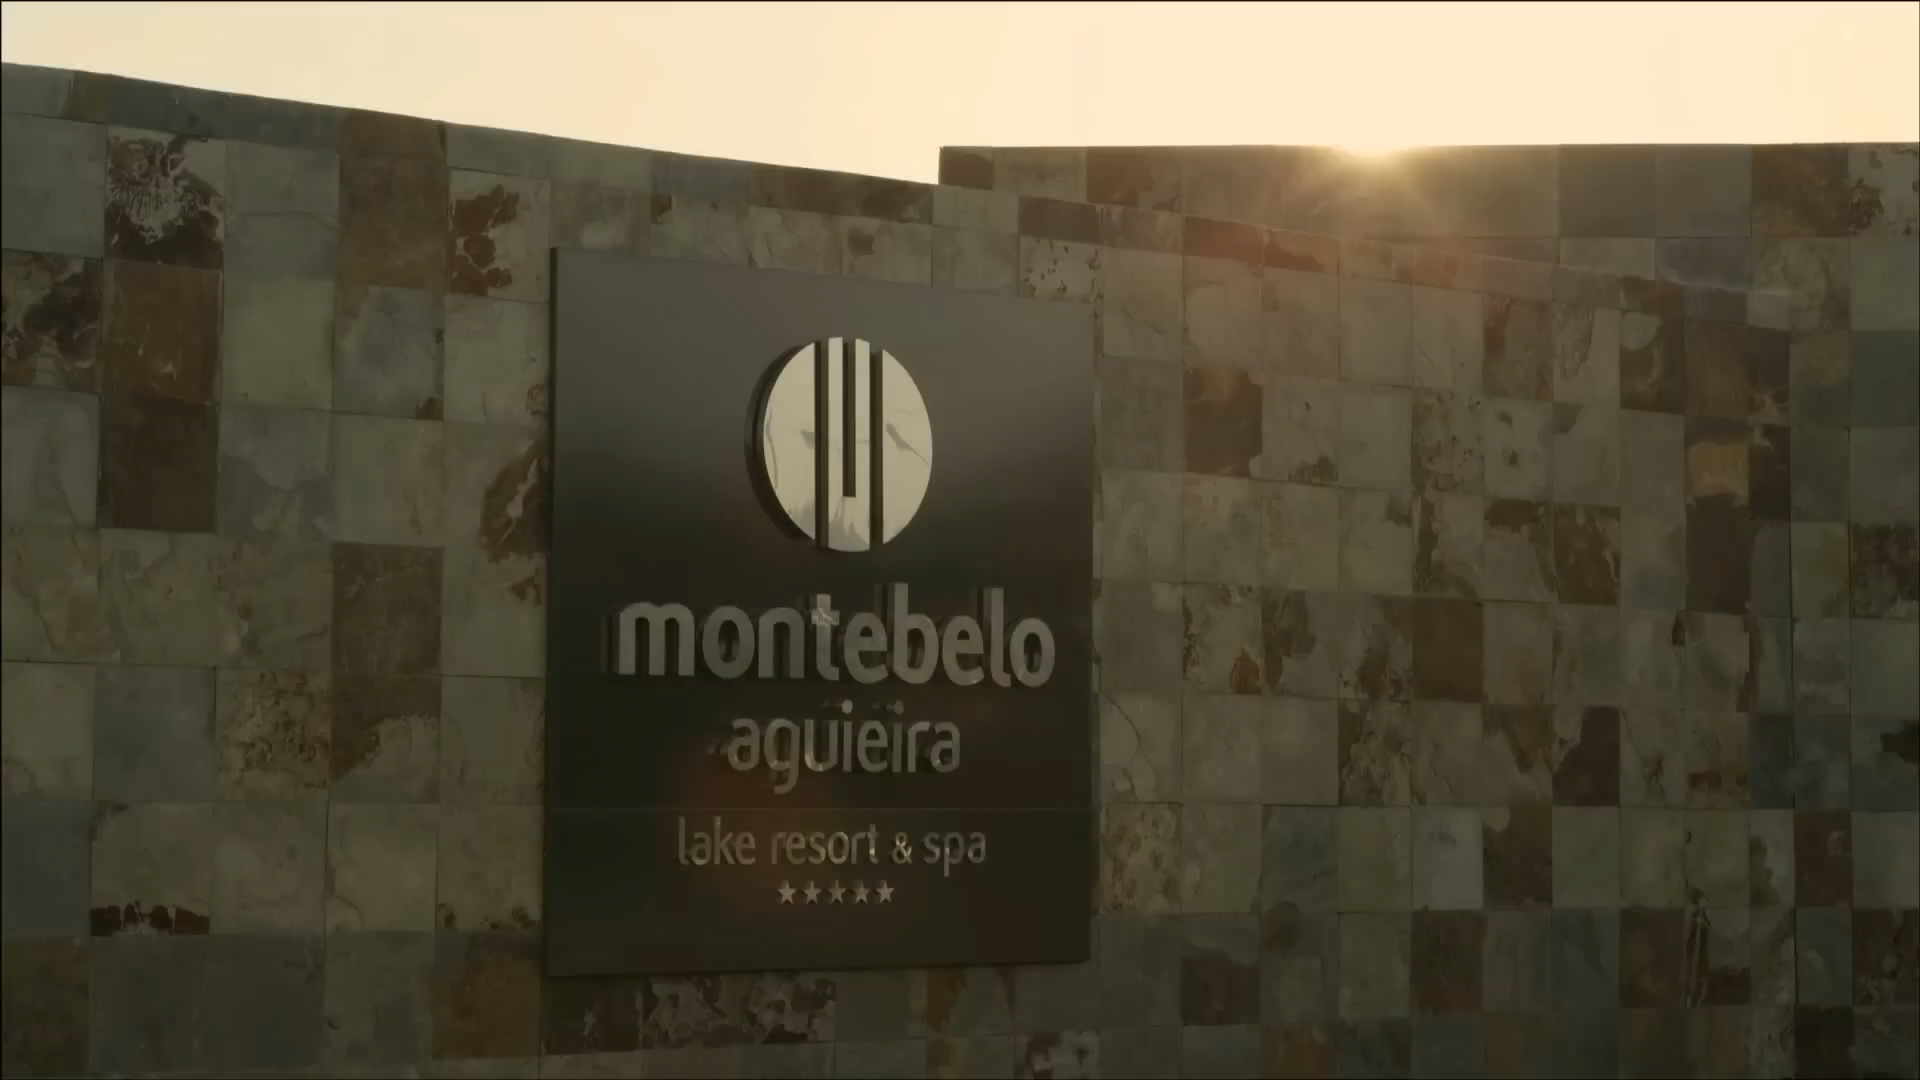 montebelo
aguieira
lake resort & spa
★★★★★